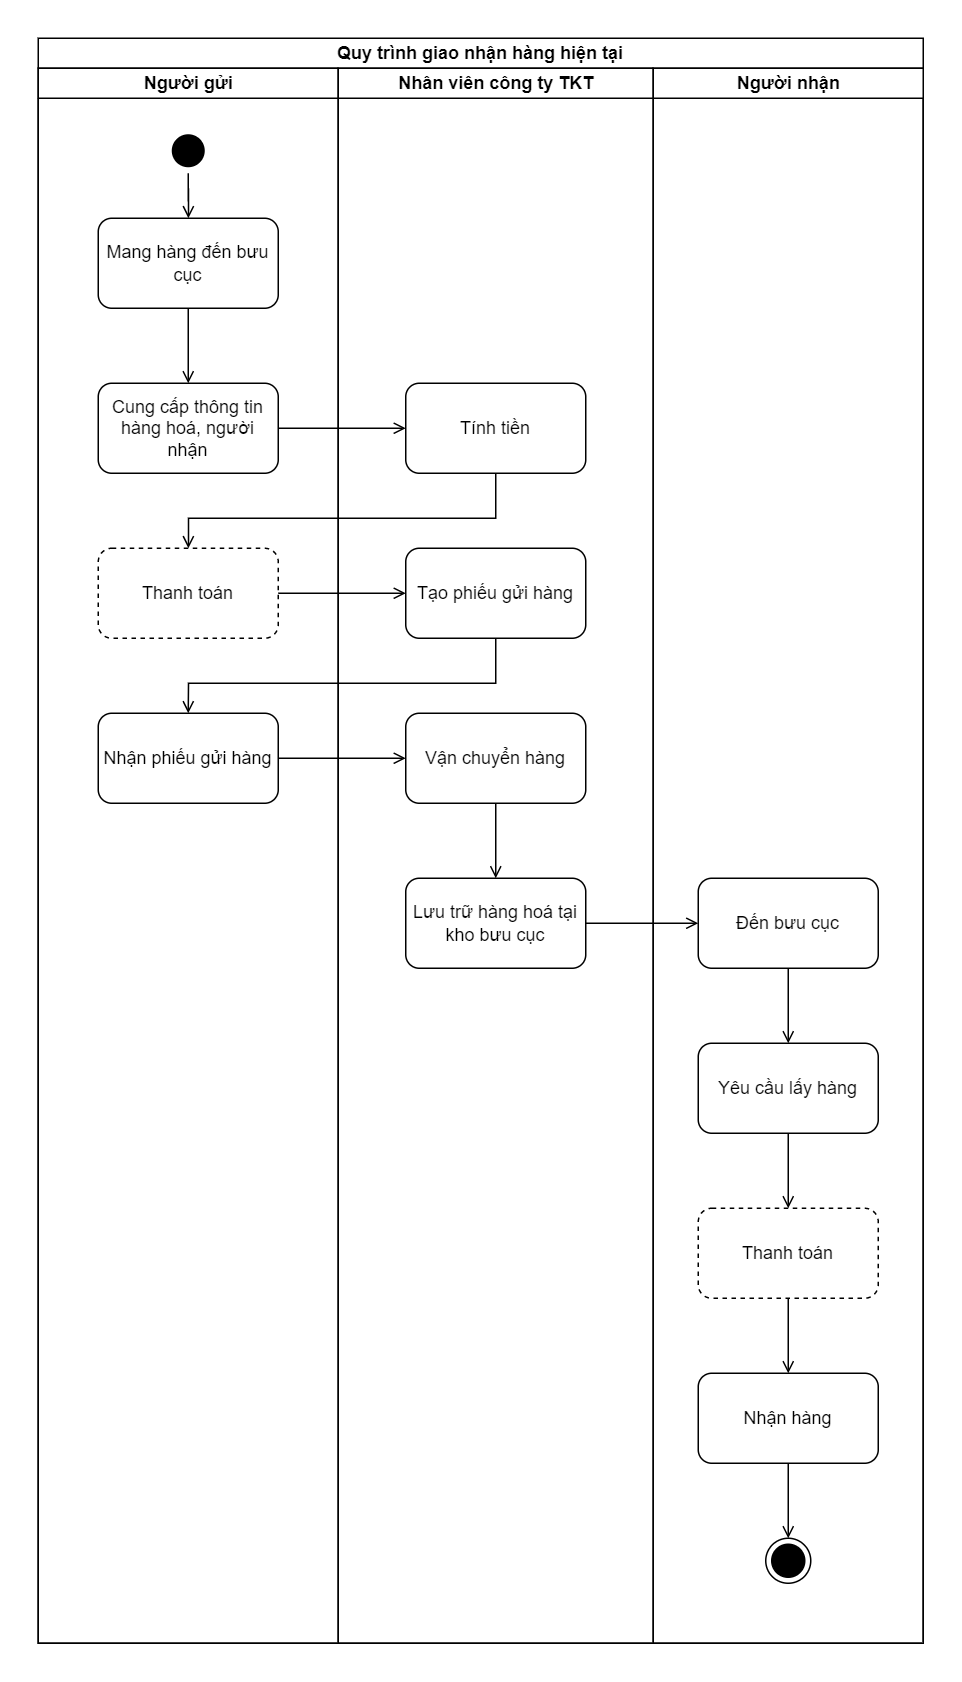 Quy trình giao nhận hàng hiện tại
Người gửi
Nhân viên công ty TKT
Người nhận
Mang hàng đến bưu
cục
Cung cấp thông tin
hàng hoá, người
nhận
Tính tiền
Thanh toán
Tạo phiếu gửi hàng
Nhận phiếu gửi hàng
Vận chuyển hàng
Lưu trữ hàng hoá tại
kho bưu cục
Đến bưu cục
Yêu cầu lấy hàng
Thanh toán
Nhận hàng